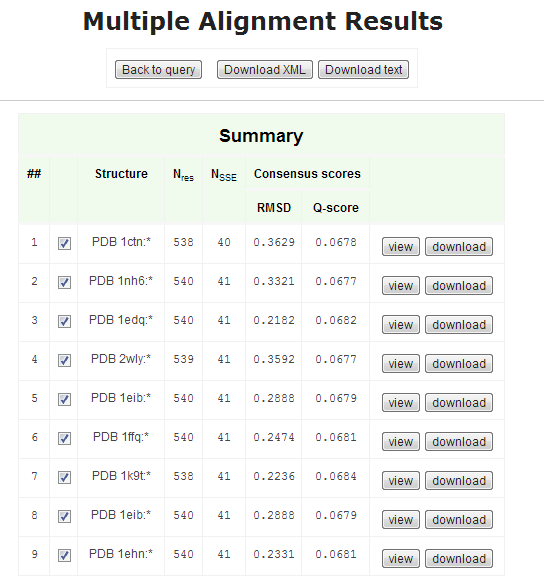 Multiple Alignment Results
Back to query Download XML Download text
Summary
## Structure Nres NSSE Consensus scores
RMSD Q-score
1 PDB 1ctn:* 538 40 0.3629 0.0678 view download
2 PDB 1nh6:* 540 41 0.3321 0.0677 view download
3 PDB 1edq:* 540 41 0.2182 0.0682 view download
4 PDB 2wly:* 539 41 0.3592 0.0677 view download
5 PDB 1eib:* 540 41 0.2888 0.0679 view download
6 PDB 1ffq:* 540 41 0.2474 0.0681 view download
7 PDB 1k9t:* 538 41 0.2236 0.0684 view download
8 PDB 1eib:* 540 41 0.2888 0.0679 view download
9 PDB 1ehn:* 540 41 0.2331 0.0681 view download